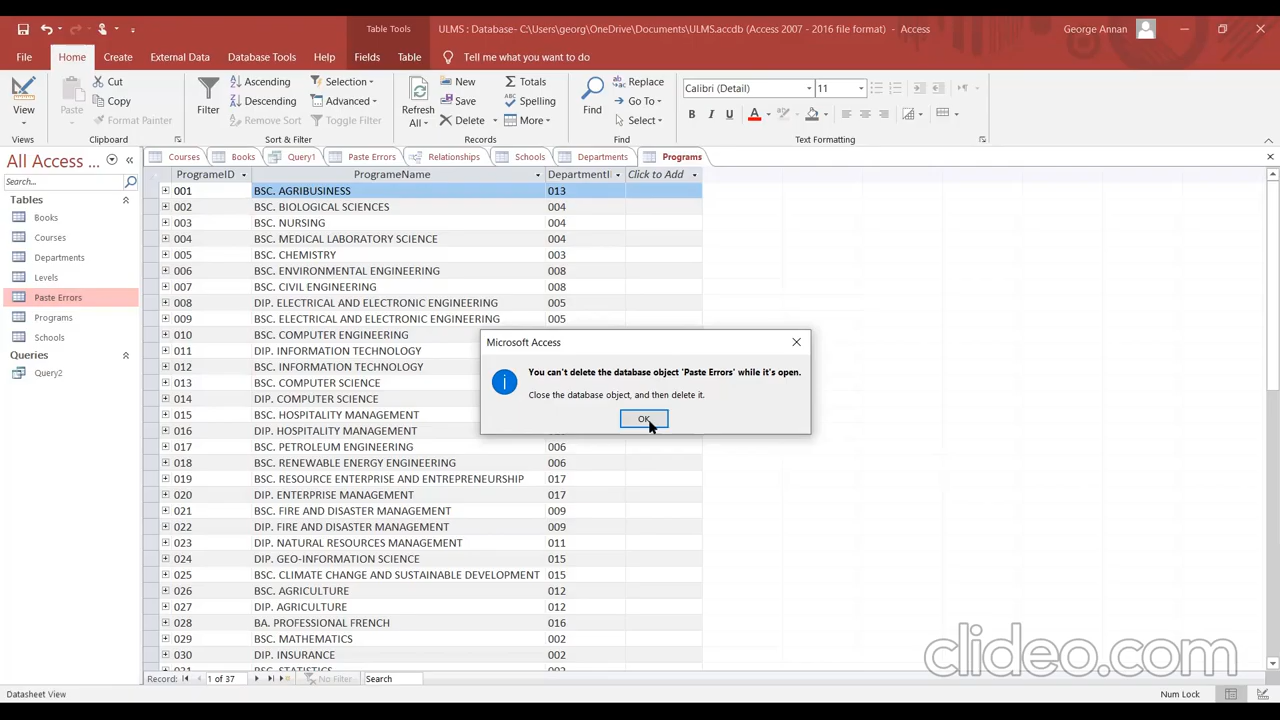 Table Tools
ULMS : Database- C:\Users\georg\OneDrive\Documents\ULMS.accdb (Access 2007 - 2016 file format) - Access
George Annan
File Home Create External Data Database Tools Help Fields Table Tell me what you want to do
View
Views
Paste
Cut
Copy
Format Painter
Clipboard
Filter
Ascending
Descending
Remove Sort
Selection
Advanced
Toggle Filter
Sort & Filter
Refresh
All
New
Save
Delete
Totals
Spelling
More
Records
Find
Replace
Go To
Select
Find
Calibri (Detail) 11
B I U A
Text Formatting
All Access ...
Search...
Tables
Books
Courses
Departments
Levels
Paste Errors
Programs
Schools
Queries
Query2
Courses Books Query1 Paste Errors Relationships Schools Departments Programs
ProgrameID ProgrameName DepartmentI Click to Add
001 BSC. AGRIBUSINESS 013
002 BSC. BIOLOGICAL SCIENCES 004
003 BSC. NURSING 004
004 BSC. MEDICAL LABORATORY SCIENCE 004
005 BSC. CHEMISTRY 003
006 BSC. ENVIRONMENTAL ENGINEERING 008
007 BSC. CIVIL ENGINEERING 008
008 DIP. ELECTRICAL AND ELECTRONIC ENGINEERING 005
009 BSC. ELECTRICAL AND ELECTRONIC ENGINEERING 005
010 BSC. COMPUTER ENGINEERING
011 DIP. INFORMATION TECHNOLOGY
012 BSC. INFORMATION TECHNOLOGY
013 BSC. COMPUTER SCIENCE
014 DIP. COMPUTER SCIENCE
015 BSC. HOSPITALITY MANAGEMENT
016 DIP. HOSPITALITY MANAGEMENT
017 BSC. PETROLEUM ENGINEERING 006
018 BSC. RENEWABLE ENERGY ENGINEERING 006
019 BSC. RESOURCE ENTERPRISE AND ENTREPRENEURSHIP 017
020 DIP. ENTERPRISE MANAGEMENT 017
021 BSC. FIRE AND DISASTER MANAGEMENT 009
022 DIP. FIRE AND DISASTER MANAGEMENT 009
023 DIP. NATURAL RESOURCES MANAGEMENT 011
024 DIP. GEO-INFORMATION SCIENCE 015
025 BSC. CLIMATE CHANGE AND SUSTAINABLE DEVELOPMENT 015
026 BSC. AGRICULTURE 012
027 DIP. AGRICULTURE 012
028 BA. PROFESSIONAL FRENCH 016
029 BSC. MATHEMATICS 002
030 DIP. INSURANCE 002
031 BSC. STATISTICS
Microsoft Access
You can't delete the database object 'Paste Errors' while it's open.
Close the database object, and then delete it.
OK
Record: 1 of 37 No Filter Search
Datasheet View
Num Lock
clideo.com